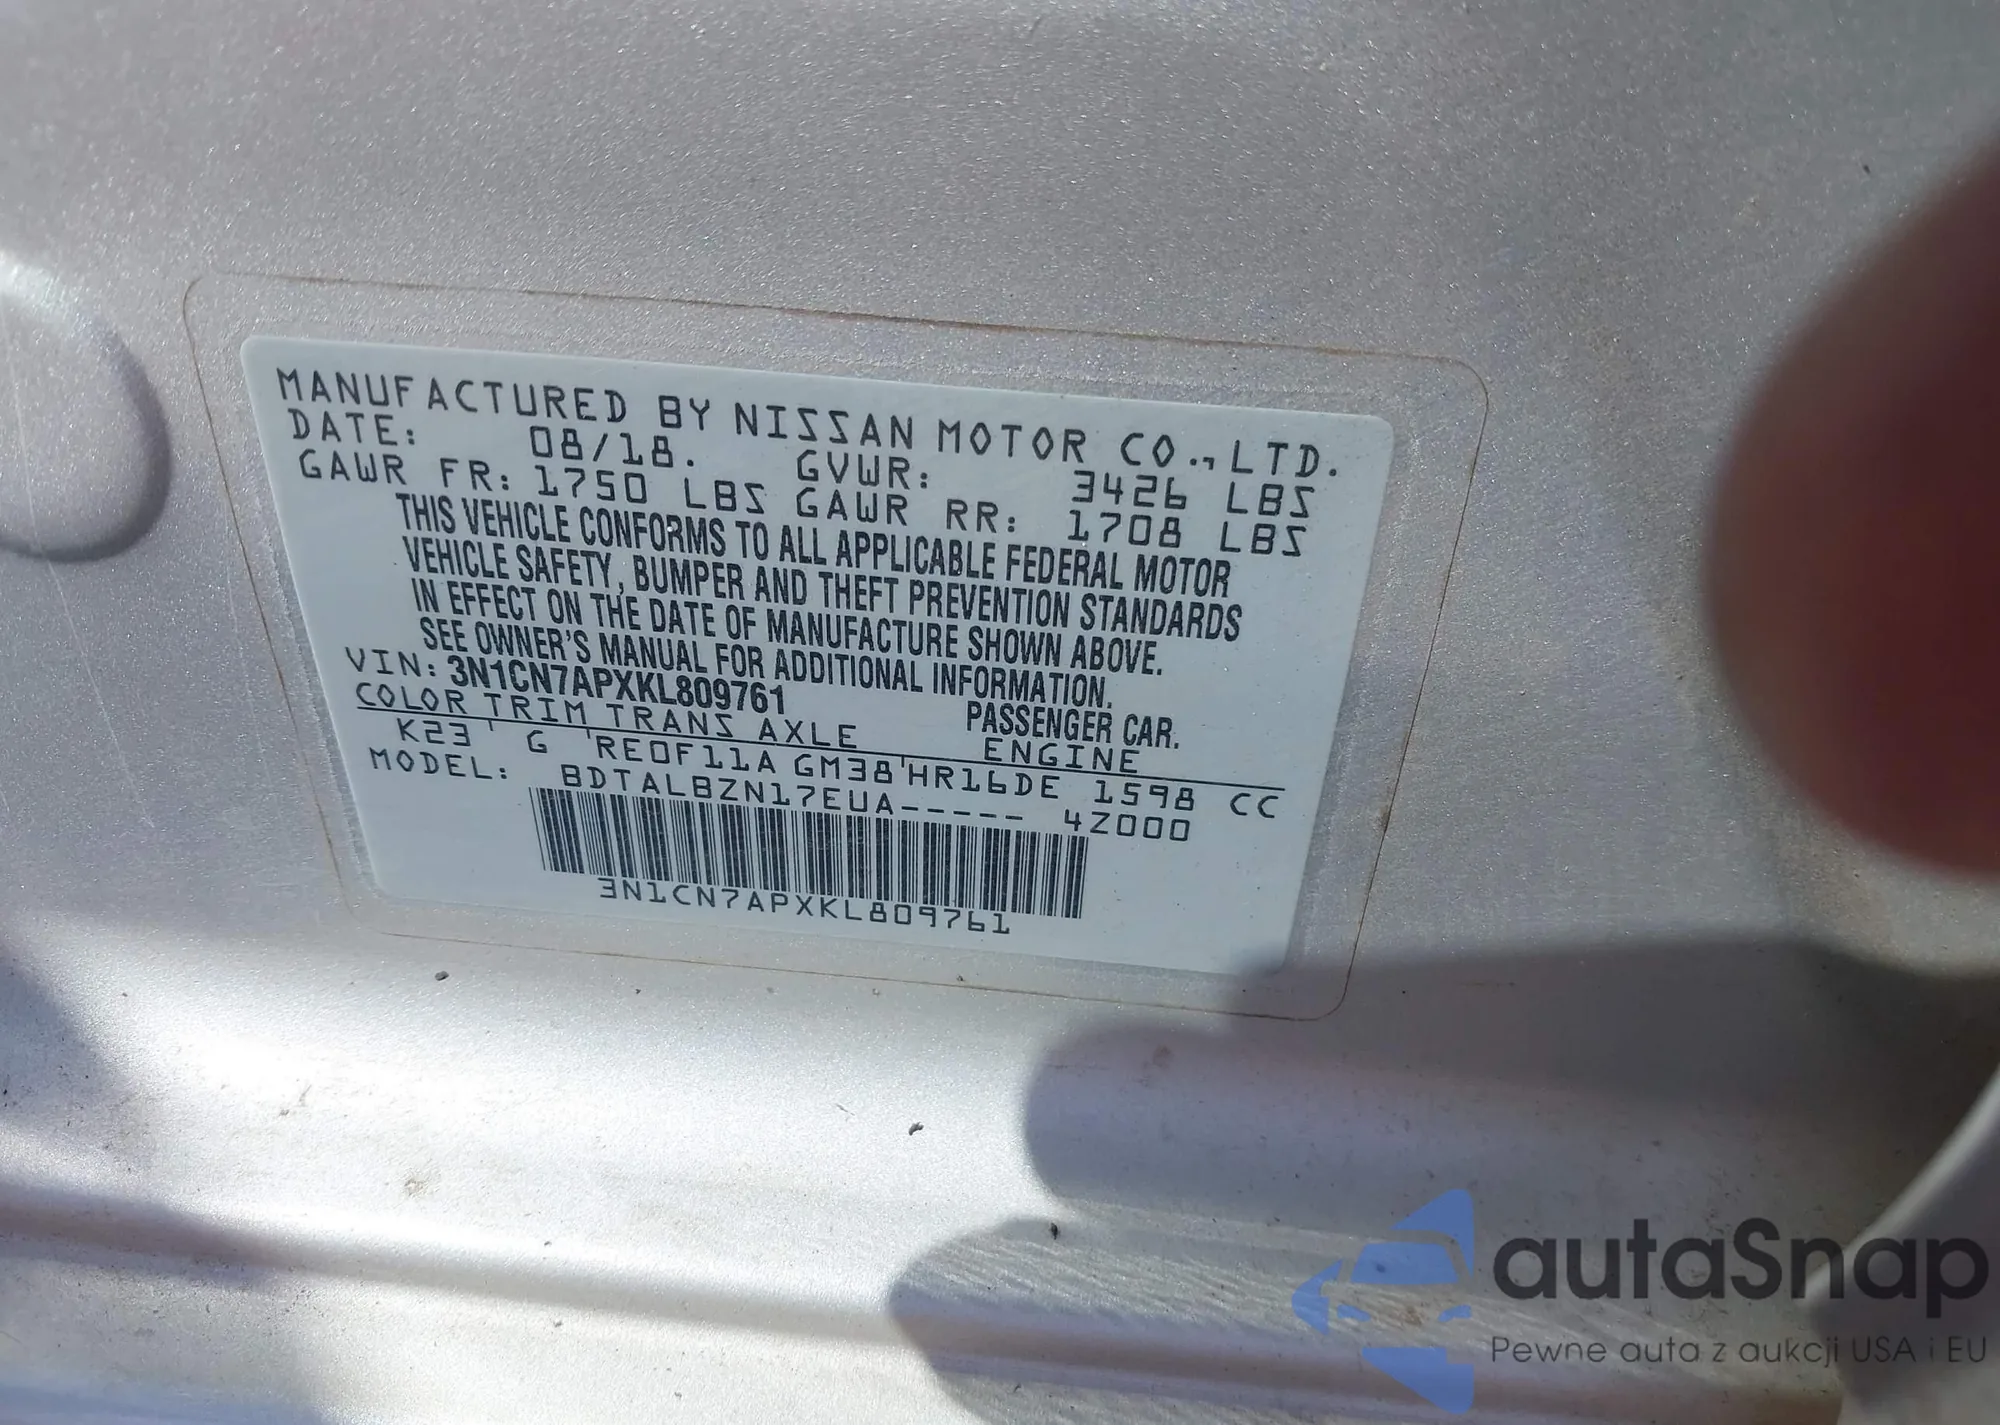 MANUFACTURED BY NISSAN MOTOR CO., LTD.
DATE: 08/18. GVWR: 3426 LBS
GAWR FR: 1750 LBS GAWR RR: 1708 LBS
THIS VEHICLE CONFORMS TO ALL APPLICABLE FEDERAL MOTOR
VEHICLE SAFETY, BUMPER AND THEFT PREVENTION STANDARDS
IN EFFECT ON THE DATE OF MANUFACTURE SHOWN ABOVE.
SEE OWNER'S MANUAL FOR ADDITIONAL INFORMATION.
VIN: 3N1CN7APXKL809761 PASSENGER CAR.
COLOR TRIM TRANS AXLE ENGINE
K23 G RE0F11A GM38 HR16DE 1598 CC
MODEL: BDTALBZN17EUA----- 4Z000
3N1CN7APXKL809761
autaSnap
Pewne auta z aukcji USA i EU